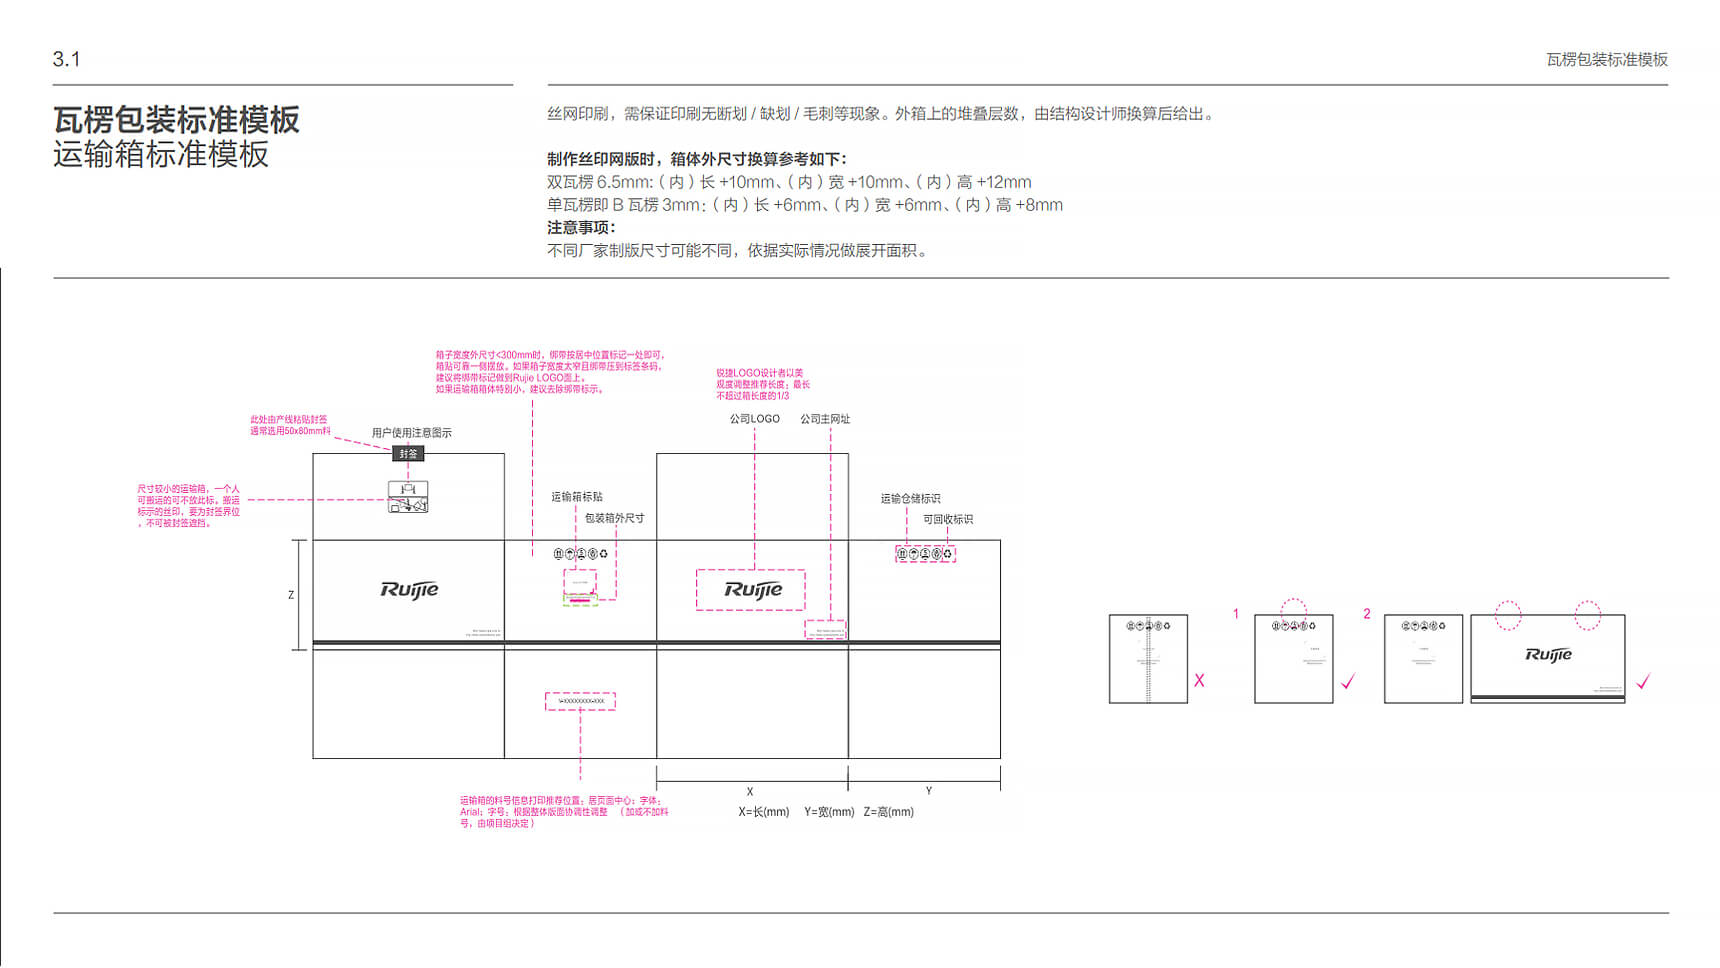 3.1
瓦楞包装标准模板
瓦楞包装标准模板
运输箱标准模板
丝网印刷，需保证印刷无断划 / 缺划 / 毛刺等现象。外箱上的堆叠层数，由结构设计师换算后给出。
制作丝印网版时，箱体外尺寸换算参考如下：
双瓦楞 6.5mm:（ 内 ）长 +10mm、（ 内 ）宽 +10mm、（ 内 ）高 +12mm
单瓦楞即 B 瓦楞 3mm：（ 内 ）长 +6mm、（ 内 ）宽 +6mm、（ 内 ）高 +8mm
注意事项：
不同厂家制版尺寸可能不同，依据实际情况做展开面积。
箱子宽度外尺寸<300mm时，绑带按居中位置标记一处即可，
箱贴可靠一侧摆放。如果箱子宽度太窄且绑带压到标签条码，
建议将绑带标记做到Rujie LOGO面上。
如果运输箱箱体特别小，建议去除绑带标示。
锐捷LOGO设计者以美
观度调整推荐长度；最长
不超过箱长度的1/3
公司LOGO
公司主网址
此处由产线粘贴封签
通常选用50x80mm料
用户使用注意图示
封签
尺寸较小的运输箱，一个人
可搬运的可不放此标。搬运
标示的丝印，要为封签界位
，不可被封签遮挡。
运输箱标贴
包装箱外尺寸
运输仓储标识
可回收标识
Z
Ruijie
Ruijie
V-XXXXXXXX-XXX
X
Y
X=长(mm) Y=宽(mm) Z=高(mm)
运输箱的料号信息打印推荐位置；居页面中心；字体：
Arial；字号；根据整体版面协调性调整 （ 加或不加料
号，由项目组决定 ）
X
1
2
Ruijie